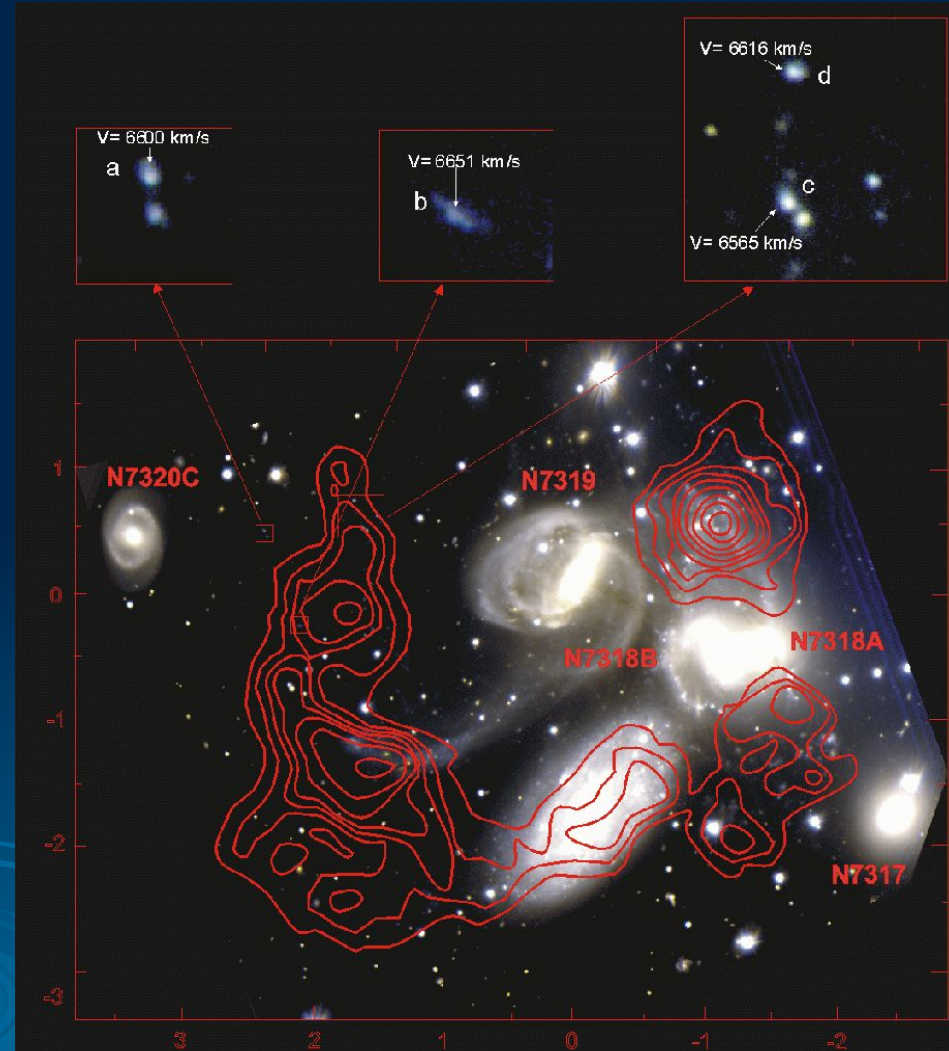 V= 6616 km/s
d
V= 6600 km/s
a
V= 6651 km/s
b
c
V= 6565 km/s
N7320C
N7319
N7318B
N7318A
N7317
1
0
-1
-2
-3
3
2
1
0
-1
-2